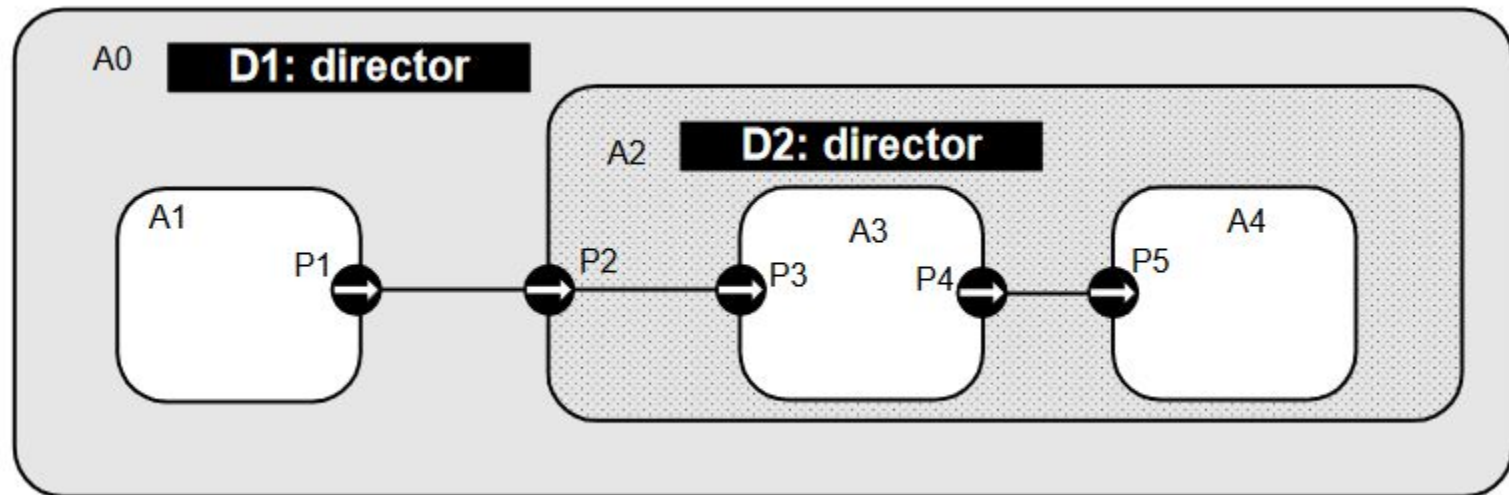 A0
D1: director
A2
D2: director
A1
A3
A4
P1
P2
P3
P4
P5